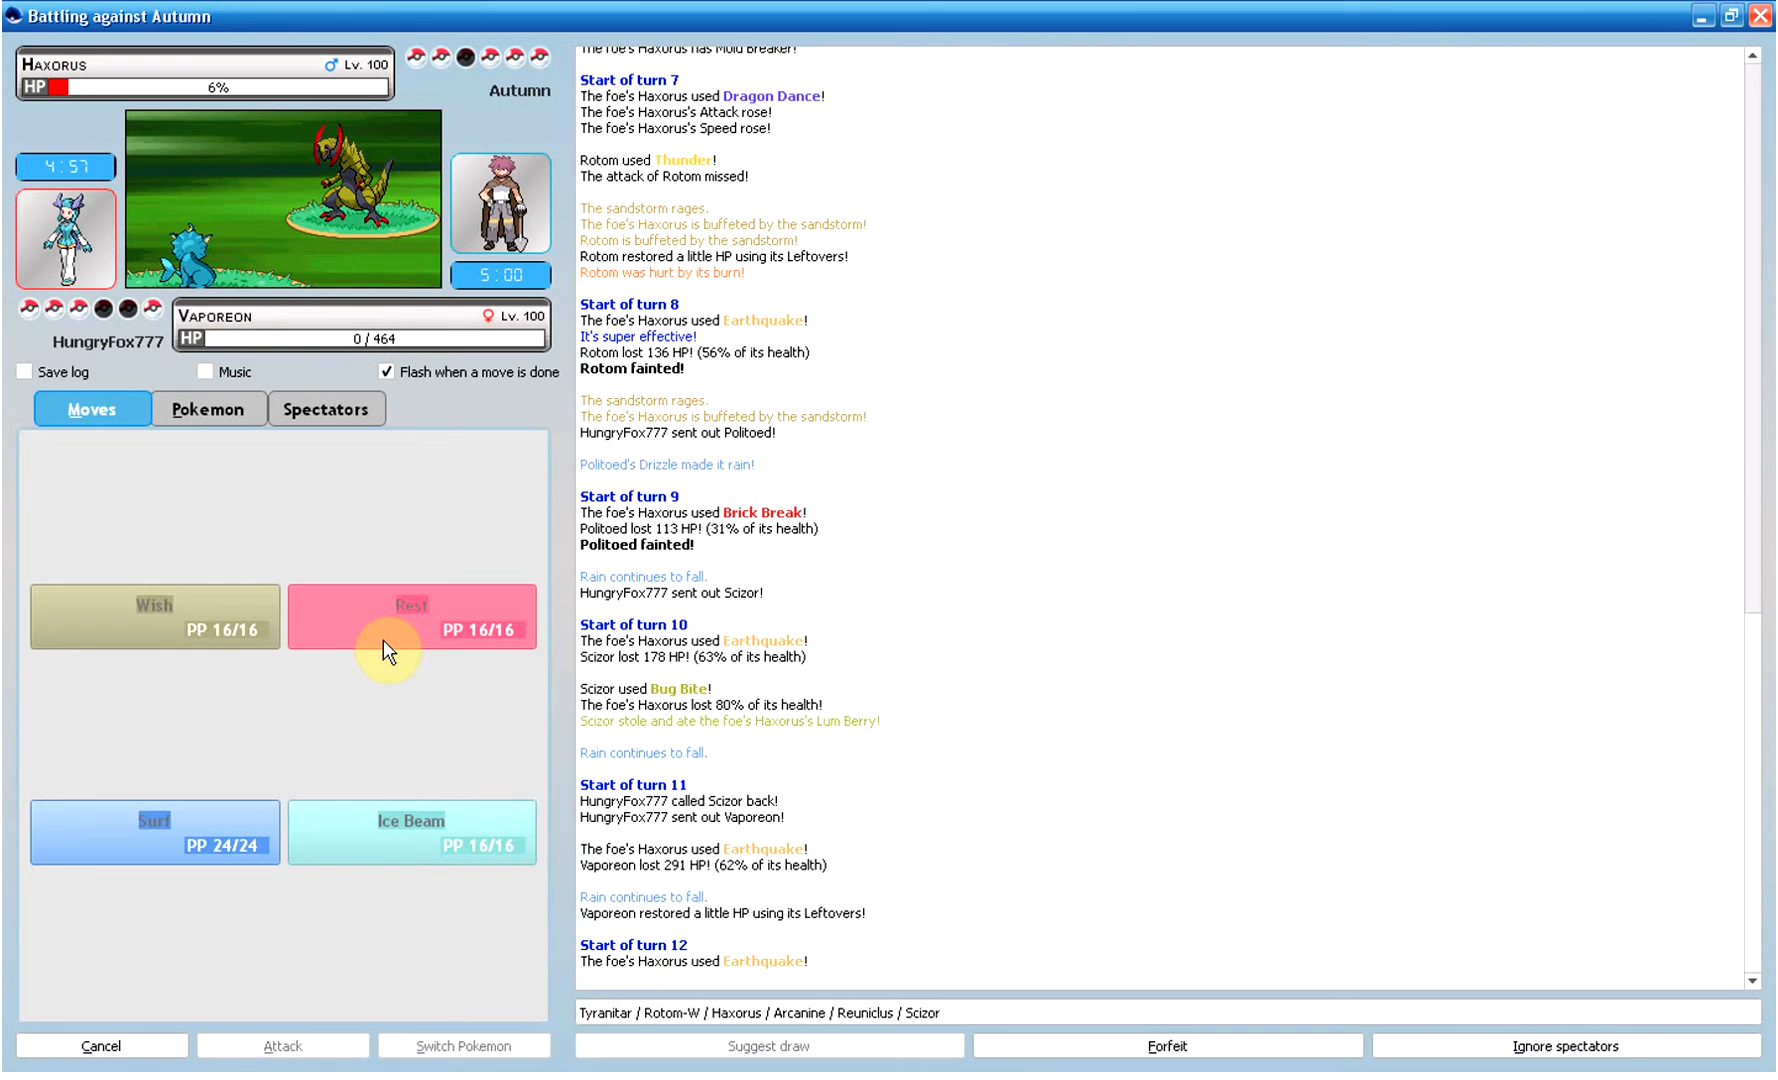 Battling against Autumn
HAXORUS ♂ Lv. 100
HP 6%
Autumn
4:57
5:00
VAPOREON ♀ Lv. 100
HP 0 / 464
HungryFox777
Save log
Music
Flash when a move is done
Moves
Pokemon
Spectators
Wish
PP 16/16
Rest
PP 16/16
Surf
PP 24/24
Ice Beam
PP 16/16
Cancel
Attack
Switch Pokemon
The foe's Haxorus has Mold Breaker!
Start of turn 7
The foe's Haxorus used Dragon Dance!
The foe's Haxorus's Attack rose!
The foe's Haxorus's Speed rose!
Rotom used Thunder!
The attack of Rotom missed!
The sandstorm rages.
The foe's Haxorus is buffeted by the sandstorm!
Rotom is buffeted by the sandstorm!
Rotom restored a little HP using its Leftovers!
Rotom was hurt by its burn!
Start of turn 8
The foe's Haxorus used Earthquake!
It's super effective!
Rotom lost 136 HP! (56% of its health)
Rotom fainted!
The sandstorm rages.
The foe's Haxorus is buffeted by the sandstorm!
HungryFox777 sent out Politoed!
Politoed's Drizzle made it rain!
Start of turn 9
The foe's Haxorus used Brick Break!
Politoed lost 113 HP! (31% of its health)
Politoed fainted!
Rain continues to fall.
HungryFox777 sent out Scizor!
Start of turn 10
The foe's Haxorus used Earthquake!
Scizor lost 178 HP! (63% of its health)
Scizor used Bug Bite!
The foe's Haxorus lost 80% of its health!
Scizor stole and ate the foe's Haxorus's Lum Berry!
Rain continues to fall.
Start of turn 11
HungryFox777 called Scizor back!
HungryFox777 sent out Vaporeon!
The foe's Haxorus used Earthquake!
Vaporeon lost 291 HP! (62% of its health)
Rain continues to fall.
Vaporeon restored a little HP using its Leftovers!
Start of turn 12
The foe's Haxorus used Earthquake!
Tyranitar / Rotom-W / Haxorus / Arcanine / Reuniclus / Scizor
Suggest draw
Forfeit
Ignore spectators